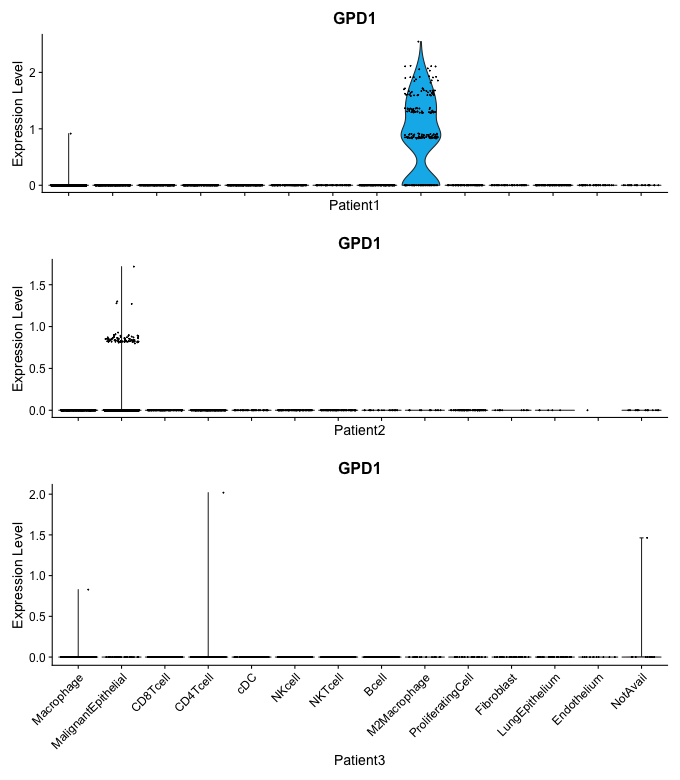 GPD1
Expression Level
2
1
0
Patient1
GPD1
Expression Level
1.5
1.0
0.5
0.0
Patient2
GPD1
Expression Level
2.0
1.5
1.0
0.5
0.0
Macrophage
MalignantEpithelial
CD8Tcell
CD4Tcell
cDC
NKcell
NKTcell
Bcell
M2Macrophage
ProliferatingCell
Fibroblast
LungEpithelium
Endothelium
NotAvail
Patient3